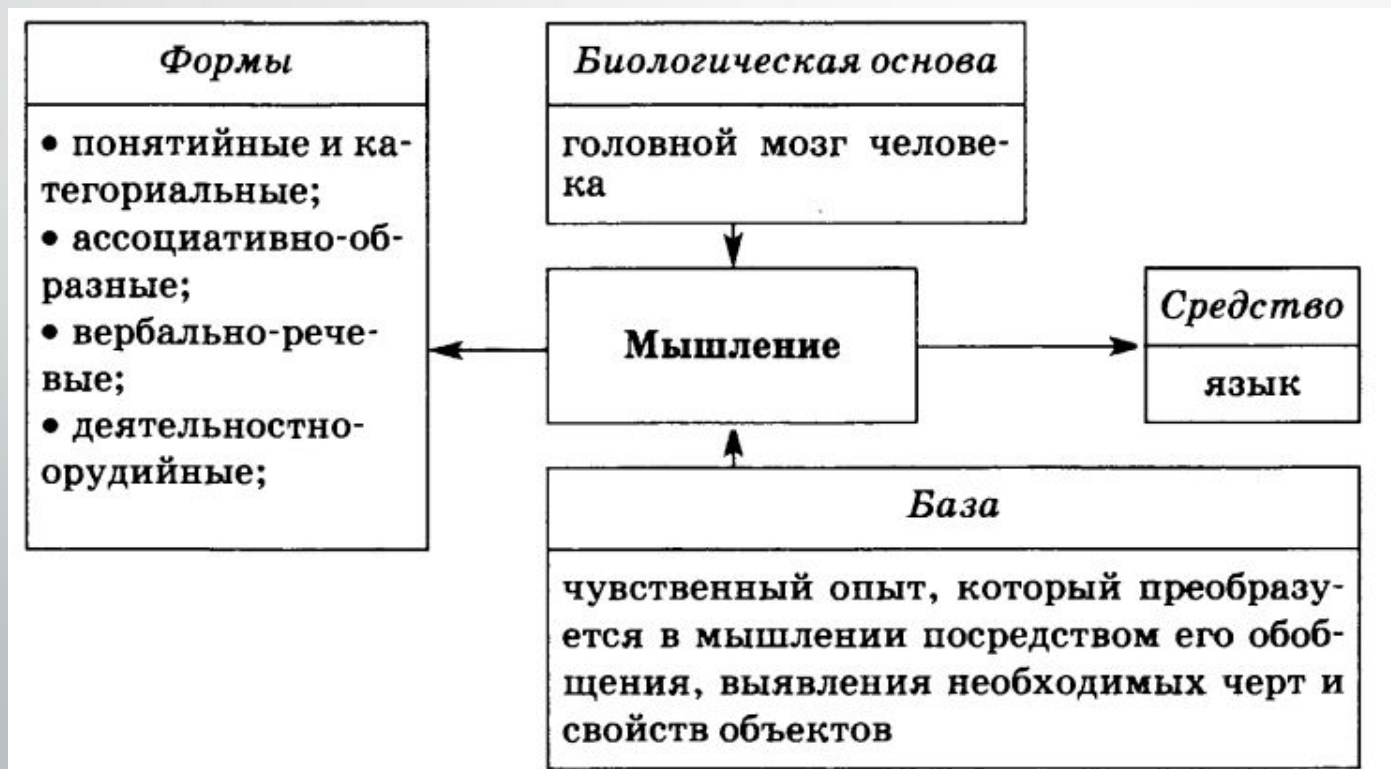 Формы
• понятийные и ка-
тегориальные;
• ассоциативно-об-
разные;
• вербально-рече-
вые;
• деятельностно-
орудийные;
Биологическая основа
головной мозг челове-
ка
Мышление
Средство
язык
База
чувственный опыт, который преобразу-
ется в мышлении посредством его обоб-
щения, выявления необходимых черт и
свойств объектов